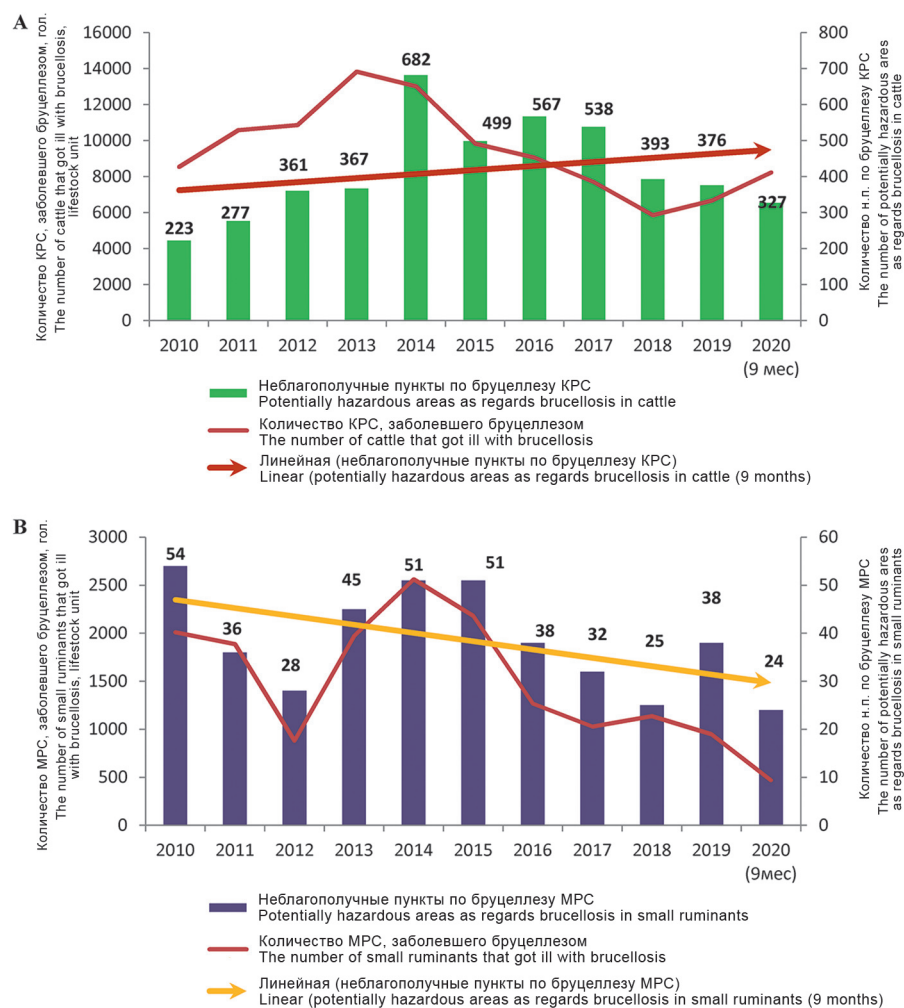 A
Количество КРС, заболевшего бруцеллезом, гол.
The number of cattle that got ill with brucellosis,
lifestock unit
16000
14000
12000
10000
8000
6000
4000
2000
0
223
277
361
367
682
499
567
538
393
376
327
800
700
600
500
400
300
200
100
0
Количество н.п. по бруцеллезу КРС
The number of potentially hazardous ares
as regards brucellosis in cattle
2010 2011 2012 2013 2014 2015 2016 2017 2018 2019 2020
(9 мес)
Неблагополучные пункты по бруцеллезу КРС
Potentially hazardous areas as regards brucellosis in cattle
Количество КРС, заболевшего бруцеллезом
The number of cattle that got ill with brucellosis
Линейная (неблагополучные пункты по бруцеллезу КРС)
Linear (potentially hazardous areas as regards brucellosis in cattle (9 months)
B
Количество МРС, заболевшего бруцеллезом, гол.
The number of small ruminants that got ill
with brucellosis, livestock unit
3000
2500
2000
1500
1000
500
0
54
36
28
45
51
51
38
32
25
38
24
60
50
40
30
20
10
0
Количество н.п. по бруцеллезу МРС
The number of potentially hazardous ares
as regards brucellosis in small ruminants
2010 2011 2012 2013 2014 2015 2016 2017 2018 2019 2020
(9мес)
Неблагополучные пункты по бруцеллезу МРС
Potentially hazardous areas as regards brucellosis in small ruminants
Количество МРС, заболевшего бруцеллезом
The number of small ruminants that got ill with brucellosis
Линейная (неблагополучные пункты по бруцеллезу МРС)
Linear (potentially hazardous areas as regards brucellosis in small ruminants (9 months)